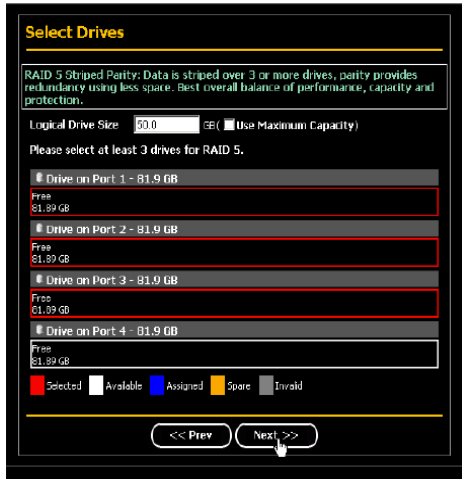 Select Drives
RAID 5 Striped Parity: Data is striped over 3 or more drives, parity provides
redundancy using less space. Best overall balance of performance, capacity and
protection.
Logical Drive Size 50.0 GB( Use Maximum Capacity)
Please select at least 3 drives for RAID 5.
Drive on Port 1 - 81.9 GB
Free
81.89 GB
Drive on Port 2 - 81.9 GB
Free
81.89 GB
Drive on Port 3 - 81.9 GB
Free
81.89 GB
Drive on Port 4 - 81.9 GB
Free
81.89 GB
Selected Available Assigned Spare Invalid
<< Prev Next >>